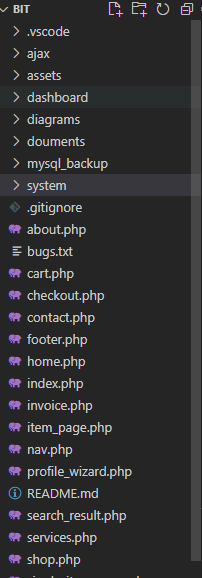 BIT
.vscode
ajax
assets
dashboard
diagrams
douments
mysql_backup
system
.gitignore
about.php
bugs.txt
cart.php
checkout.php
contact.php
footer.php
home.php
index.php
invoice.php
item_page.php
nav.php
profile_wizard.php
README.md
search_result.php
services.php
shop.php